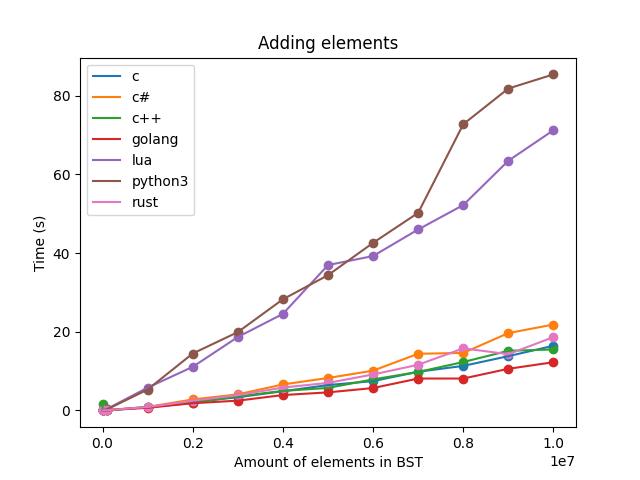 Adding elements
c
c#
c++
golang
lua
python3
rust
Time (s)
80
60
40
20
0
0.0 0.2 0.4 0.6 0.8 1.0
1e7
Amount of elements in BST